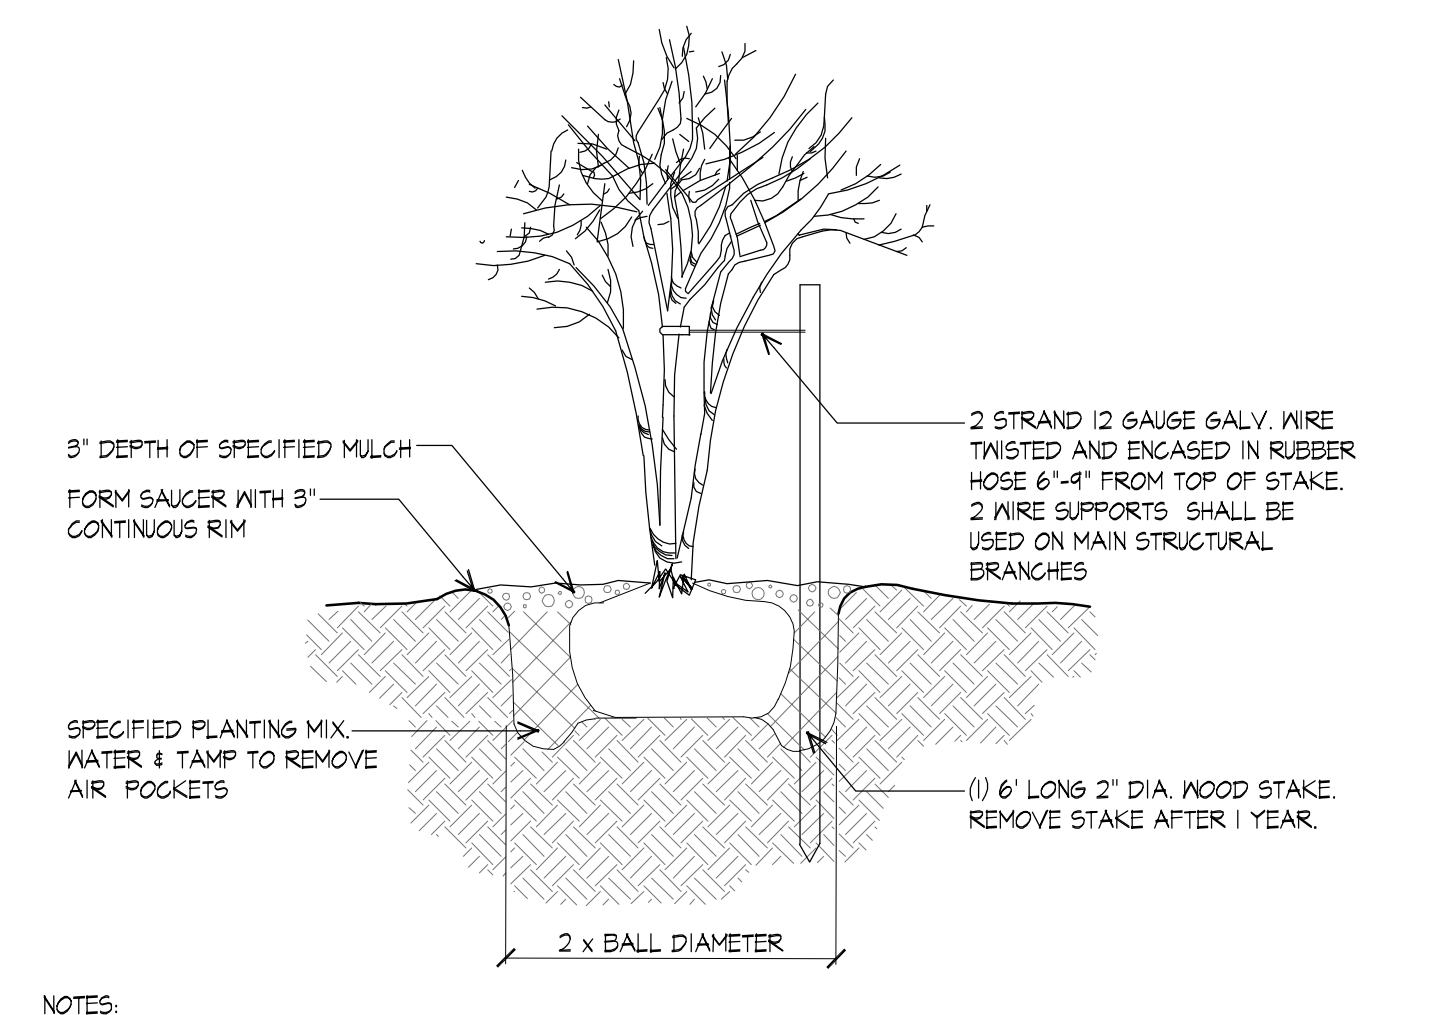 2 STRAND 12 GAUGE GALV. WIRE
TWISTED AND ENCASED IN RUBBER
HOSE 6"-9" FROM TOP OF STAKE.
2 WIRE SUPPORTS SHALL BE
USED ON MAIN STRUCTURAL
BRANCHES
3" DEPTH OF SPECIFIED MULCH
FORM SAUCER WITH 3"
CONTINUOUS RIM
SPECIFIED PLANTING MIX.
WATER & TAMP TO REMOVE
AIR POCKETS
(1) 6' LONG 2" DIA. WOOD STAKE.
REMOVE STAKE AFTER 1 YEAR.
2 x BALL DIAMETER
NOTES: